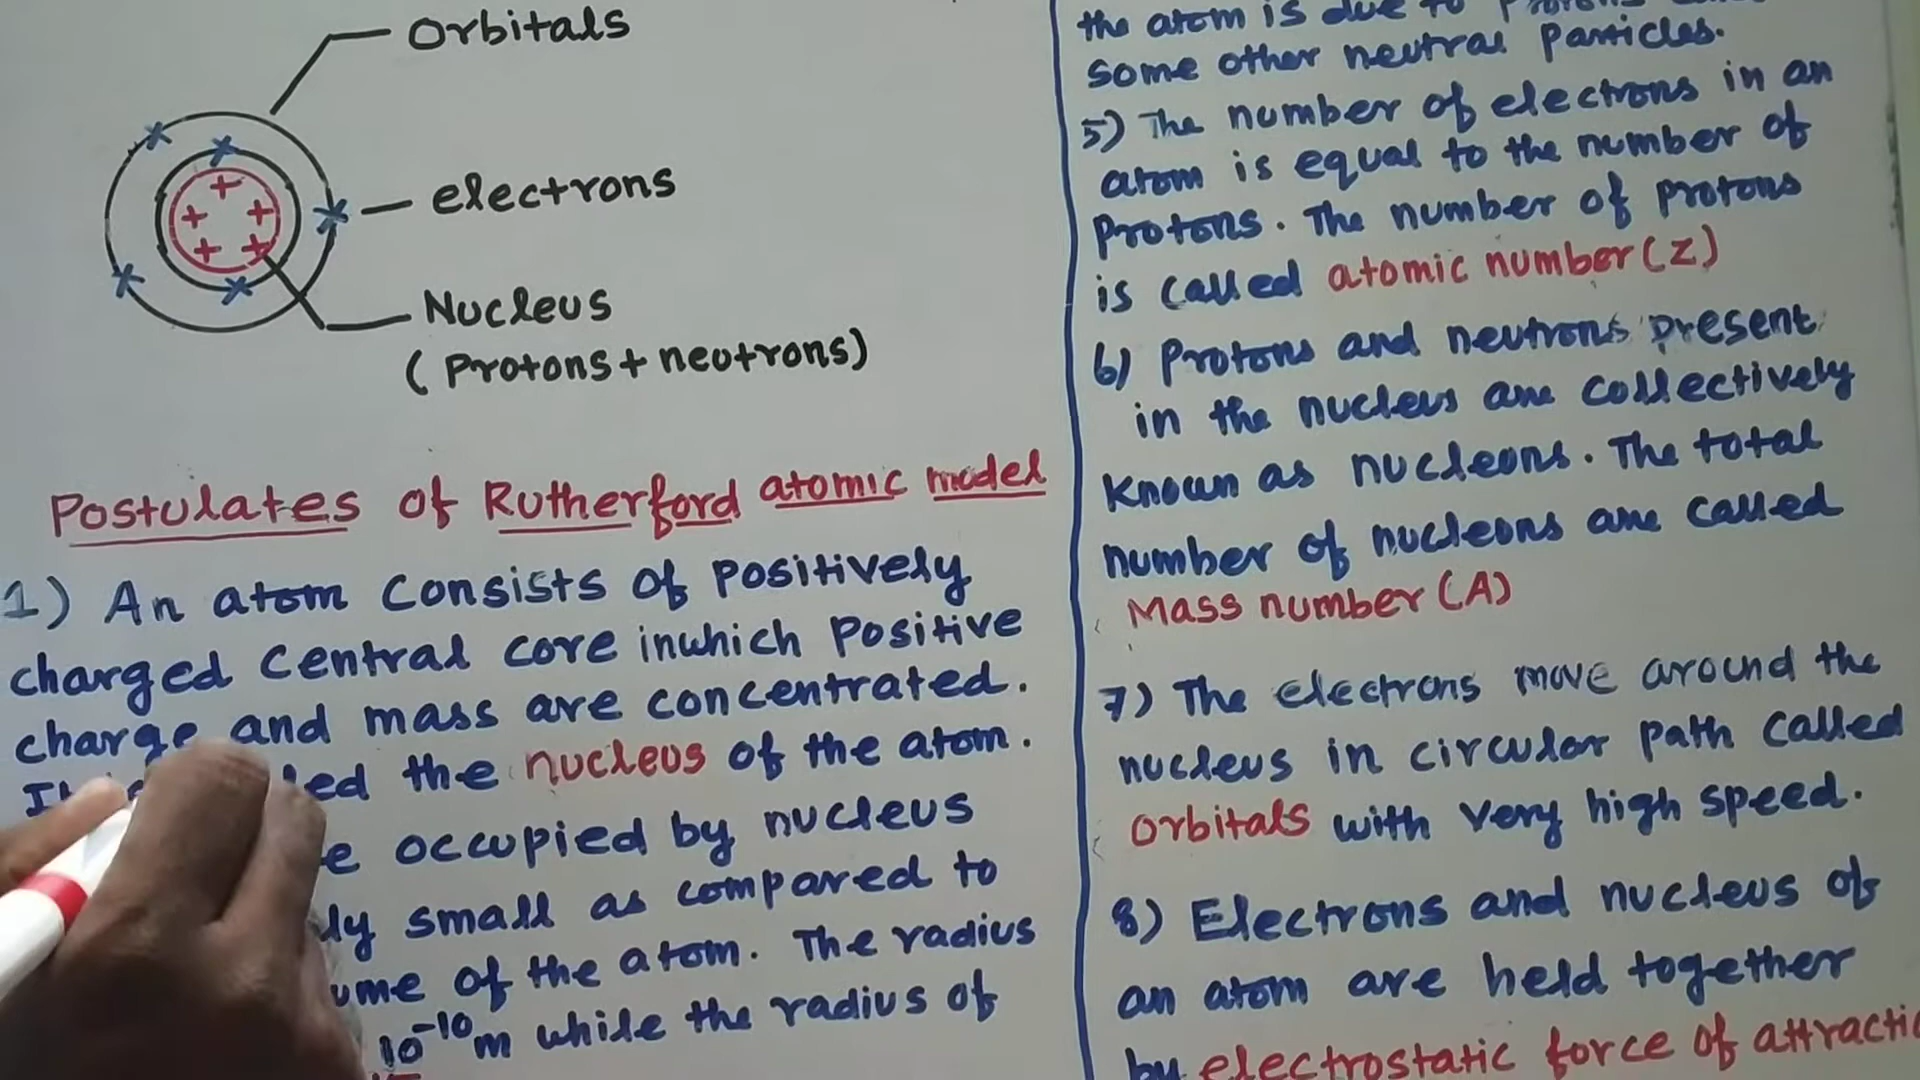 Orbitals
electrons
Nucleus
(Protons + neutrons)
Postulates of Rutherford atomic model
1) An atom consists of positively
charged central core inwhich positive
charge and mass are concentrated.
the nucleus of the atom.
occupied by nucleus
small as compared to
of the atom. The radius
10⁻¹⁰m while the radius of
the atom is due to
some other neutral particles.
5) The number of electrons in an
atom is equal to the number of
protons. The number of protons
is called atomic number (Z)
6) Protons and neutrons present
in the nucleus are collectively
known as nucleons. The total
number of nucleons are called
Mass number (A)
7) The electrons move around the
nucleus in circular path called
orbitals with very high speed.
8) Electrons and nucleus of
an atom are held together
by electrostatic force of